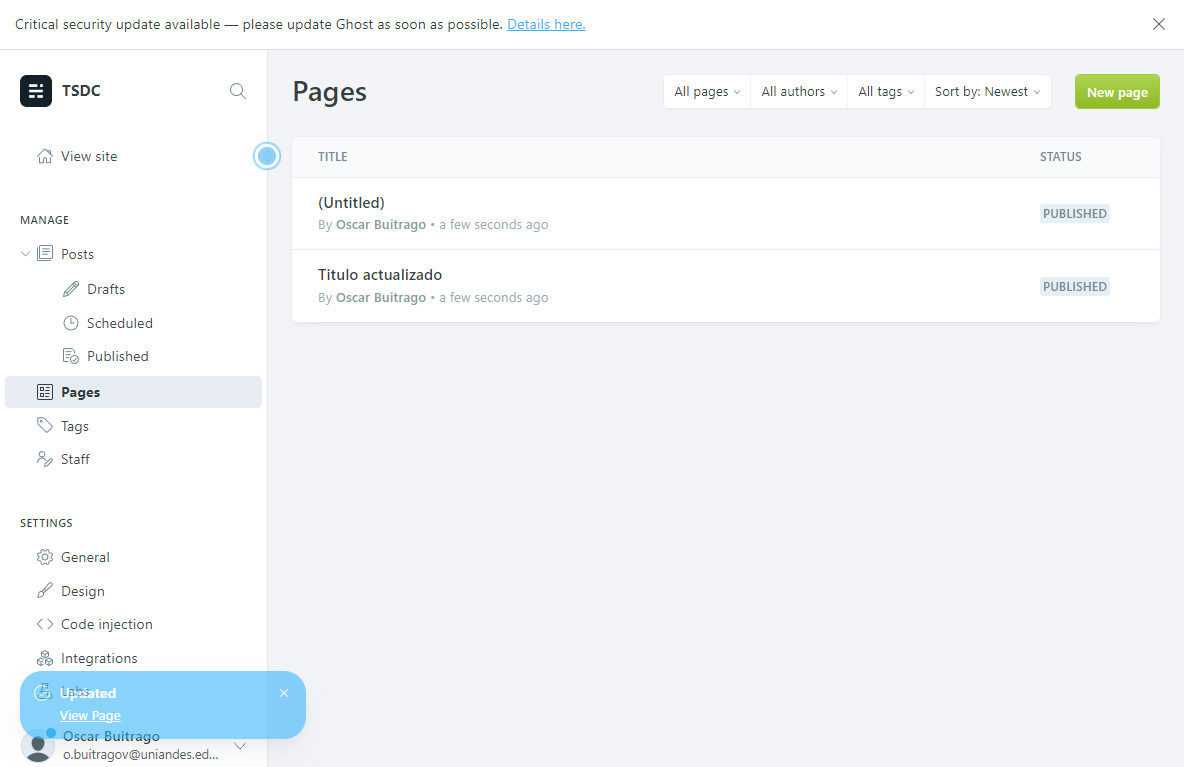 Critical security update available — please update Ghost as soon as possible. Details here.
TSDC
View site
MANAGE
Posts
Drafts
Scheduled
Published
Pages
Tags
Staff
SETTINGS
General
Design
Code injection
Integrations
Labs
Updated
View Page
Oscar Buitrago
o.buitragov@uniandes.ed...
Pages
All pages
All authors
All tags
Sort by: Newest
New page
TITLE
STATUS
(Untitled)
By Oscar Buitrago • a few seconds ago
PUBLISHED
Titulo actualizado
By Oscar Buitrago • a few seconds ago
PUBLISHED